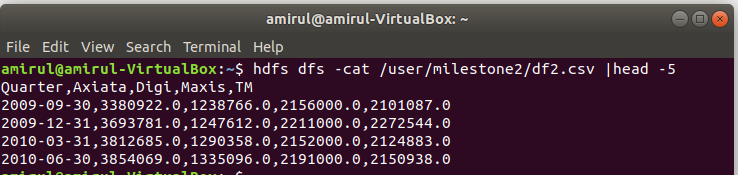 amirul@amirul-VirtualBox: ~
File Edit View Search Terminal Help
amirul@amirul-VirtualBox:~$ hdfs dfs -cat /user/milestone2/df2.csv |head -5
Quarter,Axiata,Digi,Maxis,TM
2009-09-30,3380922.0,1238766.0,2156000.0,2101087.0
2009-12-31,3693781.0,1247612.0,2211000.0,2272544.0
2010-03-31,3812685.0,1290358.0,2152000.0,2124883.0
2010-06-30,3854069.0,1335096.0,2191000.0,2150938.0